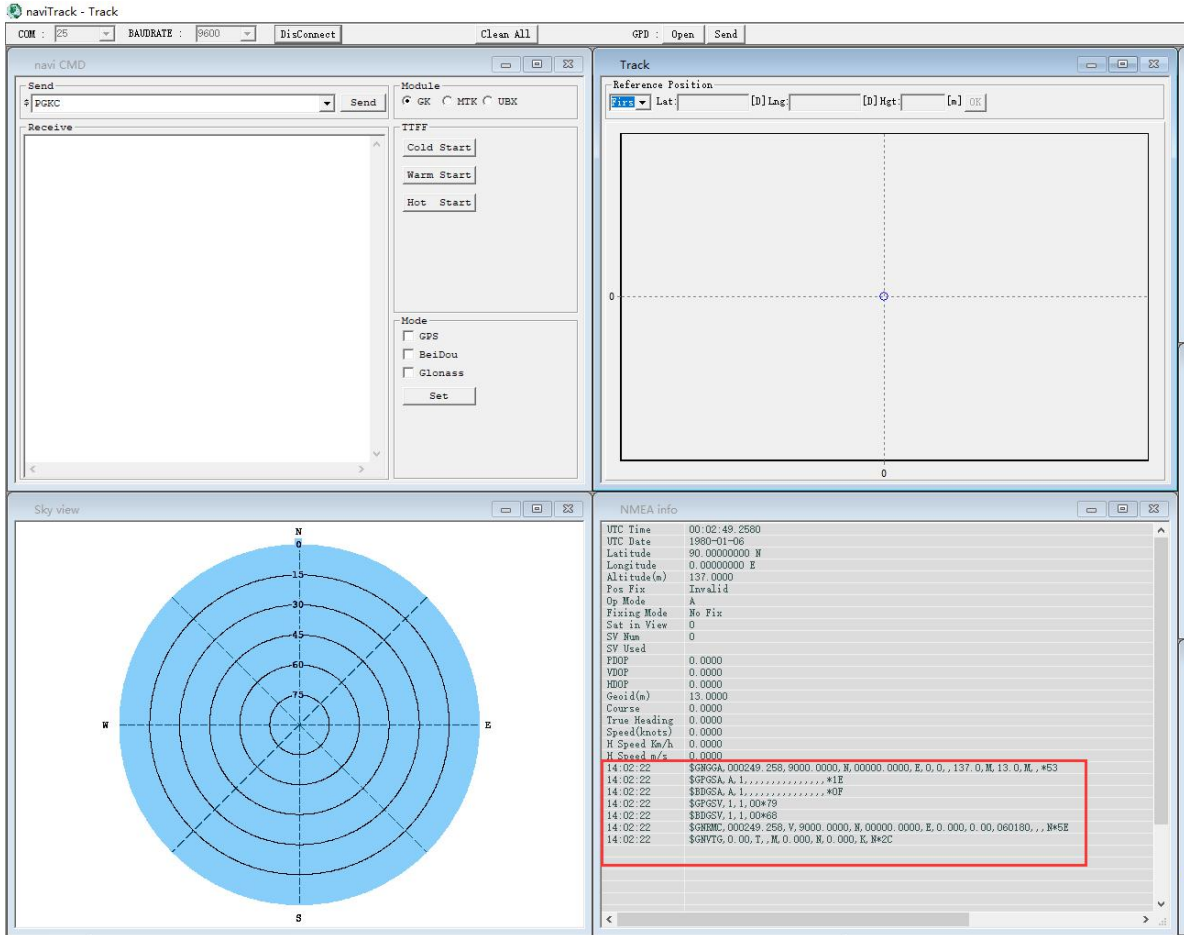 naviTrack - Track
COM : 25 BAUDRATE : 9600 DisConnect Clean All GPD : Open Send
navi CMD
Send
$ PGKC Send
Receive
Module
GK MTK UBX
TTFF
Cold Start
Warm Start
Hot Start
Mode
GPS
BeiDou
Glonass
Set
Track
Reference Position
Firs Lat: [D] Lng: [D] Hgt: [m] OK
0
0
Sky view
N
0
15
30
45
60
75
W E
S
NMEA info
UTC Time 00:02:49.2580
UTC Date 1980-01-06
Latitude 90.00000000 N
Longitude 0.00000000 E
Altitude(m) 137.0000
Pos Fix Invalid
Op Mode A
Fixing Mode No Fix
Sat in View 0
SV Num 0
SV Used
PDOP 0.0000
VDOP 0.0000
HDOP 0.0000
Geoid(m) 13.0000
Course 0.0000
True Heading 0.0000
Speed(knots) 0.0000
H Speed Km/h 0.0000
H Speed m/s 0.0000
14:02:22 $GNGGA,000249.258,9000.0000,N,00000.0000,E,0,0,,137.0,M,13.0,M,,*53
14:02:22 $GPGSA,A,1,,,,,,,,,,,,,,,*1E
14:02:22 $BDGSA,A,1,,,,,,,,,,,,,,,*0F
14:02:22 $GPGSV,1,1,00*79
14:02:22 $BDGSV,1,1,00*68
14:02:22 $GNRMC,000249.258,V,9000.0000,N,00000.0000,E,0.000,0.00,060180,,,N*5E
14:02:22 $GNVTG,0.00,T,,M,0.000,N,0.000,K,N*2C